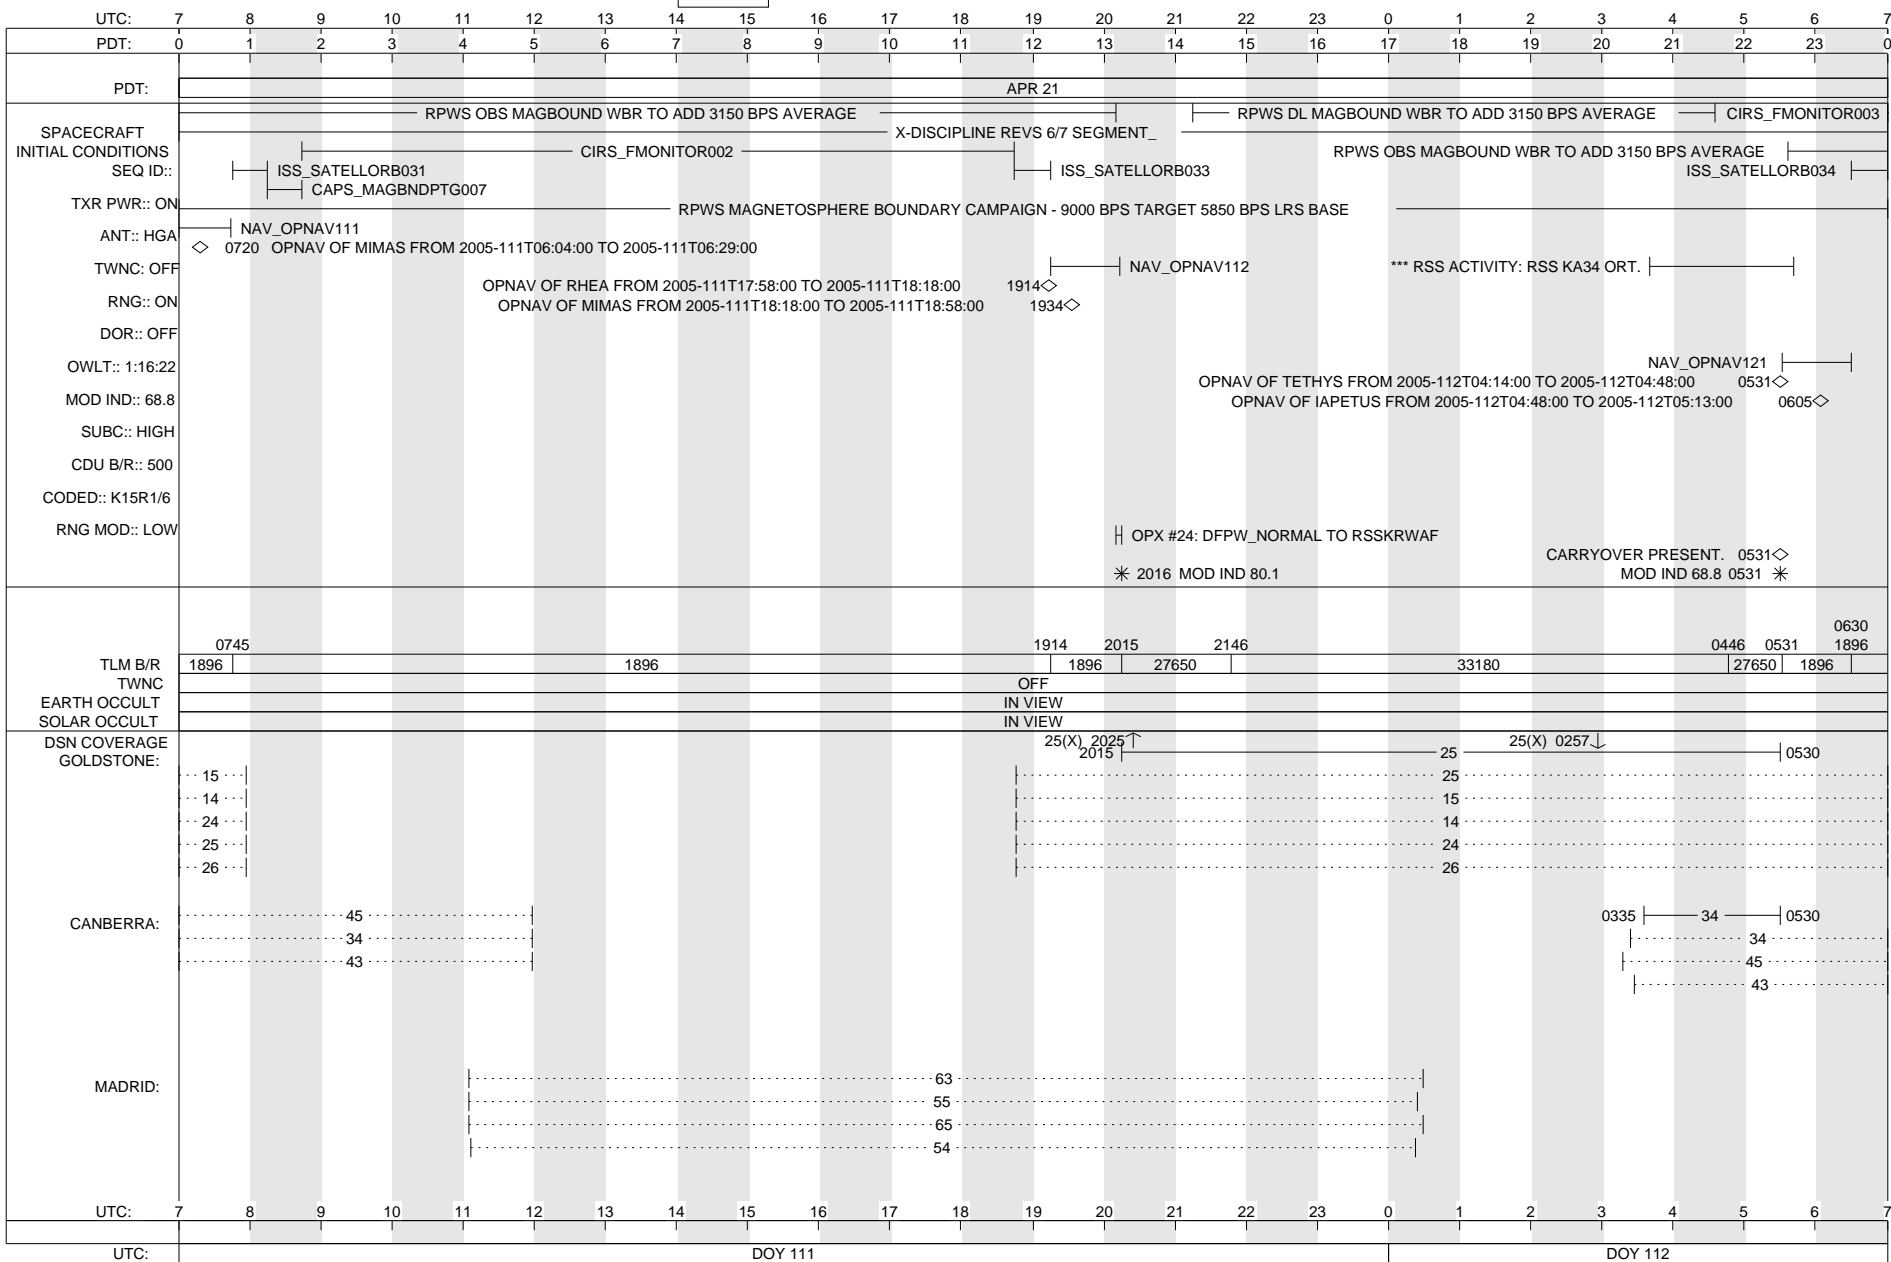 UTC: 7 8 9 10 11 12 13 14 15 16 17 18 19 20 21 22 23 0 1 2 3 4 5 6 7
PDT: 0 1 2 3 4 5 6 7 8 9 10 11 12 13 14 15 16 17 18 19 20 21 22 23 0
PDT: APR 21
RPWS OBS MAGBOUND WBR TO ADD 3150 BPS AVERAGE RPWS DL MAGBOUND WBR TO ADD 3150 BPS AVERAGE CIRS_FMONITOR003
SPACECRAFT X-DISCIPLINE REVS 6/7 SEGMENT_
INITIAL CONDITIONS CIRS_FMONITOR002 RPWS OBS MAGBOUND WBR TO ADD 3150 BPS AVERAGE
SEQ ID:: ISS_SATELLORB031 ISS_SATELLORB033 ISS_SATELLORB034
CAPS_MAGBNDPTG007
TXR PWR:: ON RPWS MAGNETOSPHERE BOUNDARY CAMPAIGN - 9000 BPS TARGET 5850 BPS LRS BASE
ANT:: HGA NAV_OPNAV111
0720 OPNAV OF MIMAS FROM 2005-111T06:04:00 TO 2005-111T06:29:00
TWNC: OFF NAV_OPNAV112 *** RSS ACTIVITY: RSS KA34 ORT.
OPNAV OF RHEA FROM 2005-111T17:58:00 TO 2005-111T18:18:00 1914
RNG:: ON OPNAV OF MIMAS FROM 2005-111T18:18:00 TO 2005-111T18:58:00 1934
DOR:: OFF
OWLT:: 1:16:22 NAV_OPNAV121
OPNAV OF TETHYS FROM 2005-112T04:14:00 TO 2005-112T04:48:00 0531
MOD IND:: 68.8 OPNAV OF IAPETUS FROM 2005-112T04:48:00 TO 2005-112T05:13:00 0605
SUBC:: HIGH
CDU B/R:: 500
CODED:: K15R1/6
RNG MOD:: LOW OPX #24: DFPW_NORMAL TO RSSKRWAF
CARRYOVER PRESENT. 0531
2016 MOD IND 80.1 MOD IND 68.8 0531
0630
0745 1914 2015 2146 0446 0531 1896
TLM B/R 1896 1896 1896 27650 33180 27650 1896
TWNC OFF
EARTH OCCULT IN VIEW
SOLAR OCCULT IN VIEW
DSN COVERAGE 25(X) 2025 25(X) 0257
GOLDSTONE: 2015 25 0530
15 25
14 15
24 14
25 24
26 26
CANBERRA: 45 0335 34 0530
34 34
43 45
43
MADRID: 63
55
65
54
UTC: 7 8 9 10 11 12 13 14 15 16 17 18 19 20 21 22 23 0 1 2 3 4 5 6 7
UTC: DOY 111 DOY 112